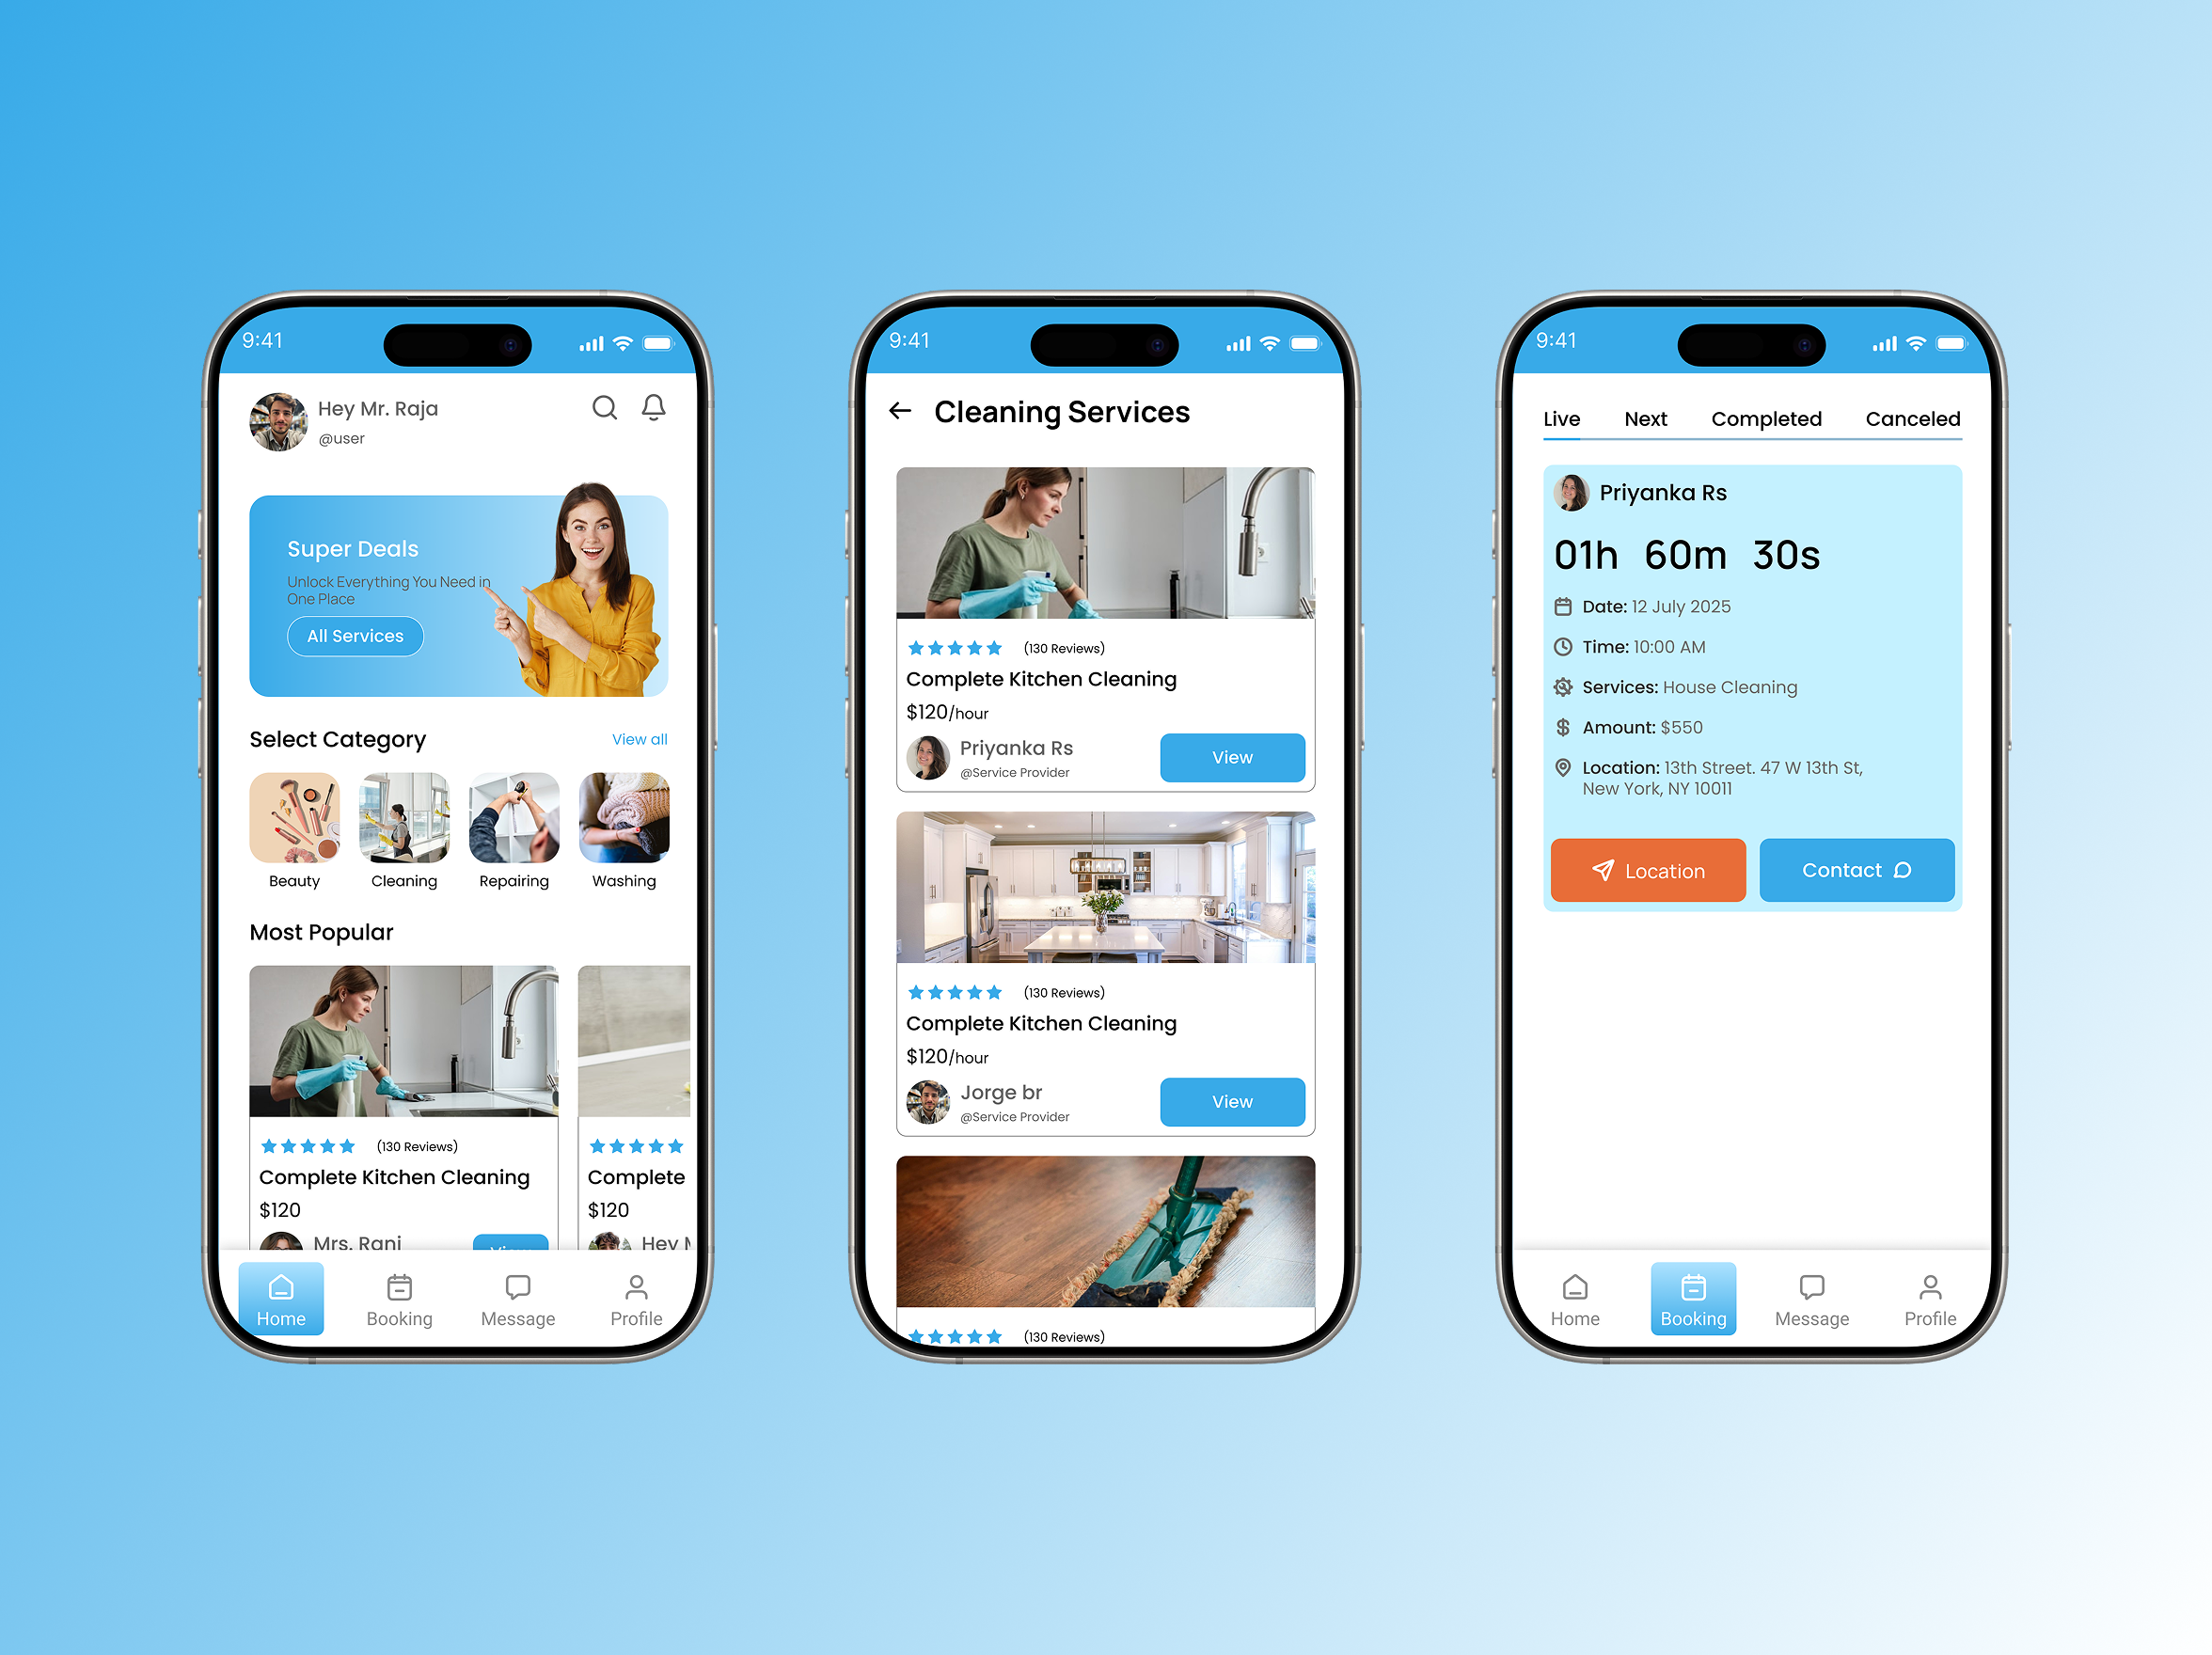 9:41
Hey Mr. Raja
@user
Super Deals
Unlock Everything You Need in
One Place
All Services
Select Category
View all
Beauty
Cleaning
Repairing
Washing
Most Popular
(130 Reviews)
Complete Kitchen Cleaning
$120
Mrs. Rani
View
Complete
$120
Hey
Home
Booking
Message
Profile
9:41
Cleaning Services
(130 Reviews)
Complete Kitchen Cleaning
$120/hour
Priyanka Rs
@Service Provider
View
(130 Reviews)
Complete Kitchen Cleaning
$120/hour
Jorge br
@Service Provider
View
(130 Reviews)
9:41
Live Next Completed Canceled
Priyanka Rs
01h 60m 30s
Date: 12 July 2025
Time: 10:00 AM
Services: House Cleaning
Amount: $550
Location: 13th Street. 47 W 13th St,
New York, NY 10011
Location
Contact
Home
Booking
Message
Profile